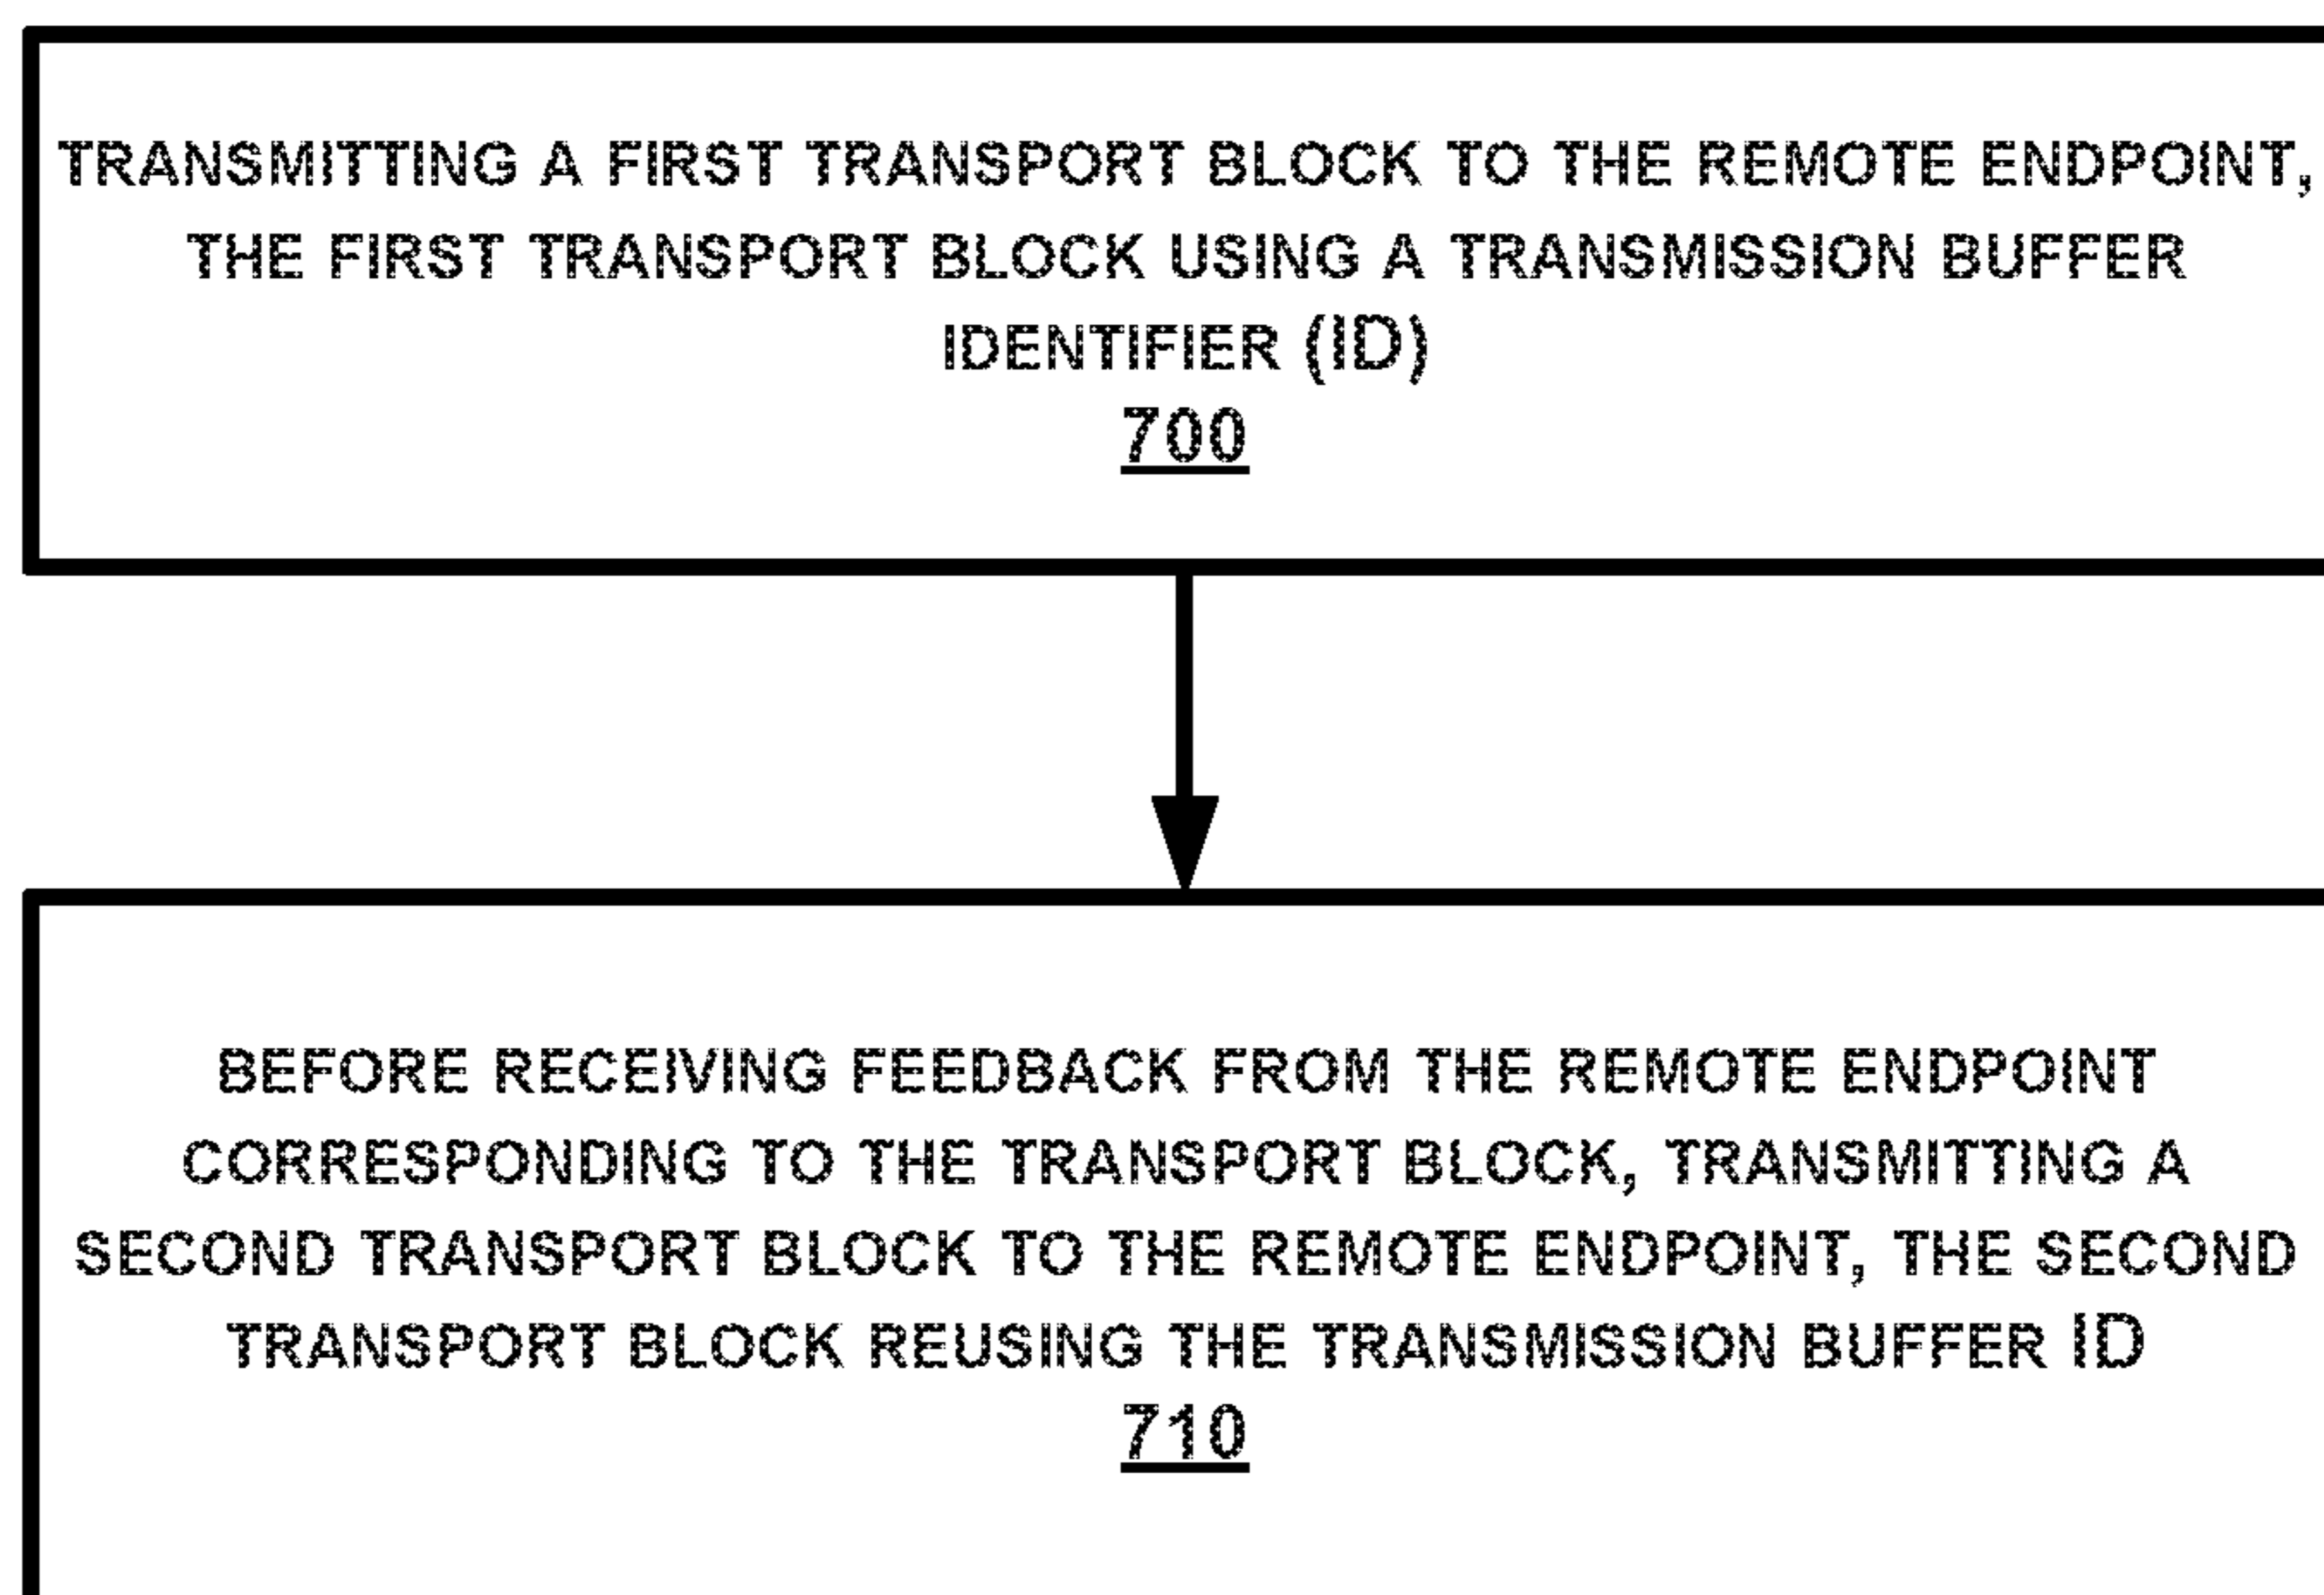 TRANSMITTING A FIRST TRANSPORT BLOCK TO THE REMOTE ENDPOINT,
THE FIRST TRANSPORT BLOCK USING A TRANSMISSION BUFFER
IDENTIFIER (ID)
700
BEFORE RECEIVING FEEDBACK FROM THE REMOTE ENDPOINT
CORRESPONDING TO THE TRANSPORT BLOCK, TRANSMITTING A
SECOND TRANSPORT BLOCK TO THE REMOTE ENDPOINT, THE SECOND
TRANSPORT BLOCK REUSING THE TRANSMISSION BUFFER ID
710